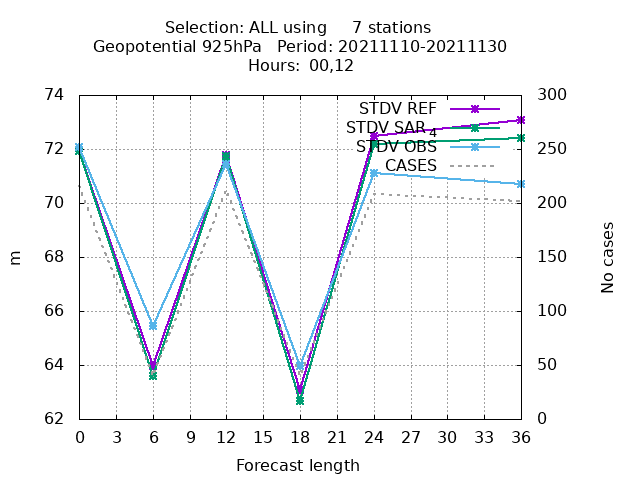 Selection: ALL using 7 stations
Geopotential 925hPa Period: 20211110-20211130
Hours: 00,12
74 300
STDV REF
STDV SAR4
72 250
STDV OBS
CASES
70 200
68 150
66 100
64 50
62 0
m
No cases
0 3 6 9 12 15 18 21 24 27 30 33 36
Forecast length